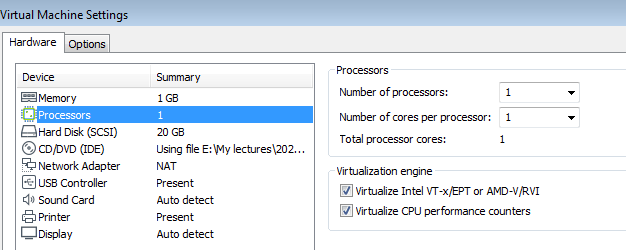 Virtual Machine Settings
Hardware Options
Device Summary
Memory 1 GB
Processors 1
Hard Disk (SCSI) 20 GB
CD/DVD (IDE) Using file E:\My lectures\202...
Network Adapter NAT
USB Controller Present
Sound Card Auto detect
Printer Present
Display Auto detect
Processors
Number of processors: 1
Number of cores per processor: 1
Total processor cores: 1
Virtualization engine
Virtualize Intel VT-x/EPT or AMD-V/RVI
Virtualize CPU performance counters